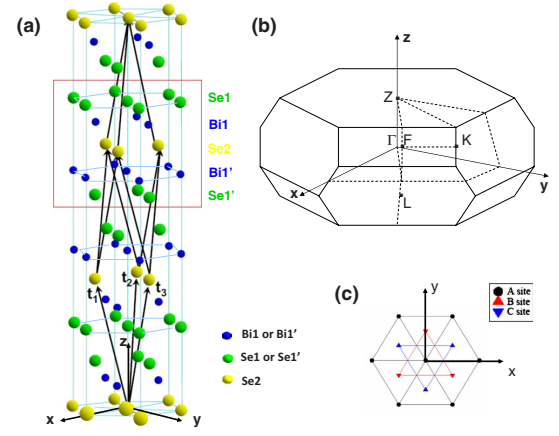 (a)
Se1
Bi1
Se2
Bi1'
Se1'
t1
t2
t3
z
x
y
Bi1 or Bi1'
Se1 or Se1'
Se2
(b)
z
Z
Γ
F
K
x
y
L
(c)
y
x
A site
B site
C site